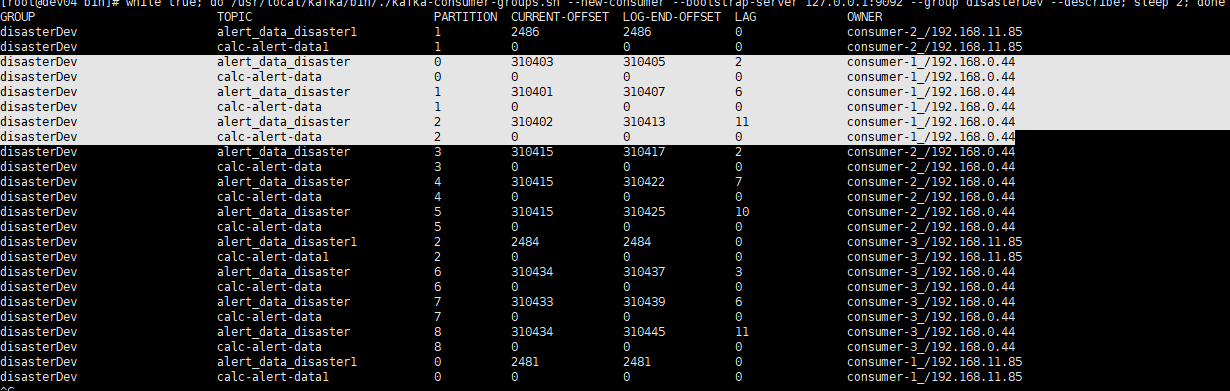 [root@dev04 bin]# while true; do /usr/local/kafka/bin/./kafka-consumer-groups.sh --new-consumer --bootstrap-server 127.0.0.1:9092 --group disasterDev --describe; sleep 2; done
GROUP TOPIC PARTITION CURRENT-OFFSET LOG-END-OFFSET LAG OWNER
disasterDev alert_data_disaster1 1 2486 2486 0 consumer-2_/192.168.11.85
disasterDev calc-alert-data1 1 0 0 0 consumer-2_/192.168.11.85
disasterDev alert_data_disaster 0 310403 310405 2 consumer-1_/192.168.0.44
disasterDev calc-alert-data 0 0 0 0 consumer-1_/192.168.0.44
disasterDev alert_data_disaster 1 310401 310407 6 consumer-1_/192.168.0.44
disasterDev calc-alert-data 1 0 0 0 consumer-1_/192.168.0.44
disasterDev alert_data_disaster 2 310402 310413 11 consumer-1_/192.168.0.44
disasterDev calc-alert-data 2 0 0 0 consumer-1_/192.168.0.44
disasterDev alert_data_disaster 3 310415 310417 2 consumer-2_/192.168.0.44
disasterDev calc-alert-data 3 0 0 0 consumer-2_/192.168.0.44
disasterDev alert_data_disaster 4 310415 310422 7 consumer-2_/192.168.0.44
disasterDev calc-alert-data 4 0 0 0 consumer-2_/192.168.0.44
disasterDev alert_data_disaster 5 310415 310425 10 consumer-2_/192.168.0.44
disasterDev calc-alert-data 5 0 0 0 consumer-2_/192.168.0.44
disasterDev alert_data_disaster1 2 2484 2484 0 consumer-3_/192.168.11.85
disasterDev calc-alert-data1 2 0 0 0 consumer-3_/192.168.11.85
disasterDev alert_data_disaster 6 310434 310437 3 consumer-3_/192.168.0.44
disasterDev calc-alert-data 6 0 0 0 consumer-3_/192.168.0.44
disasterDev alert_data_disaster 7 310433 310439 6 consumer-3_/192.168.0.44
disasterDev calc-alert-data 7 0 0 0 consumer-3_/192.168.0.44
disasterDev alert_data_disaster 8 310434 310445 11 consumer-3_/192.168.0.44
disasterDev calc-alert-data 8 0 0 0 consumer-3_/192.168.0.44
disasterDev alert_data_disaster1 0 2481 2481 0 consumer-1_/192.168.11.85
disasterDev calc-alert-data1 0 0 0 0 consumer-1_/192.168.11.85
^C